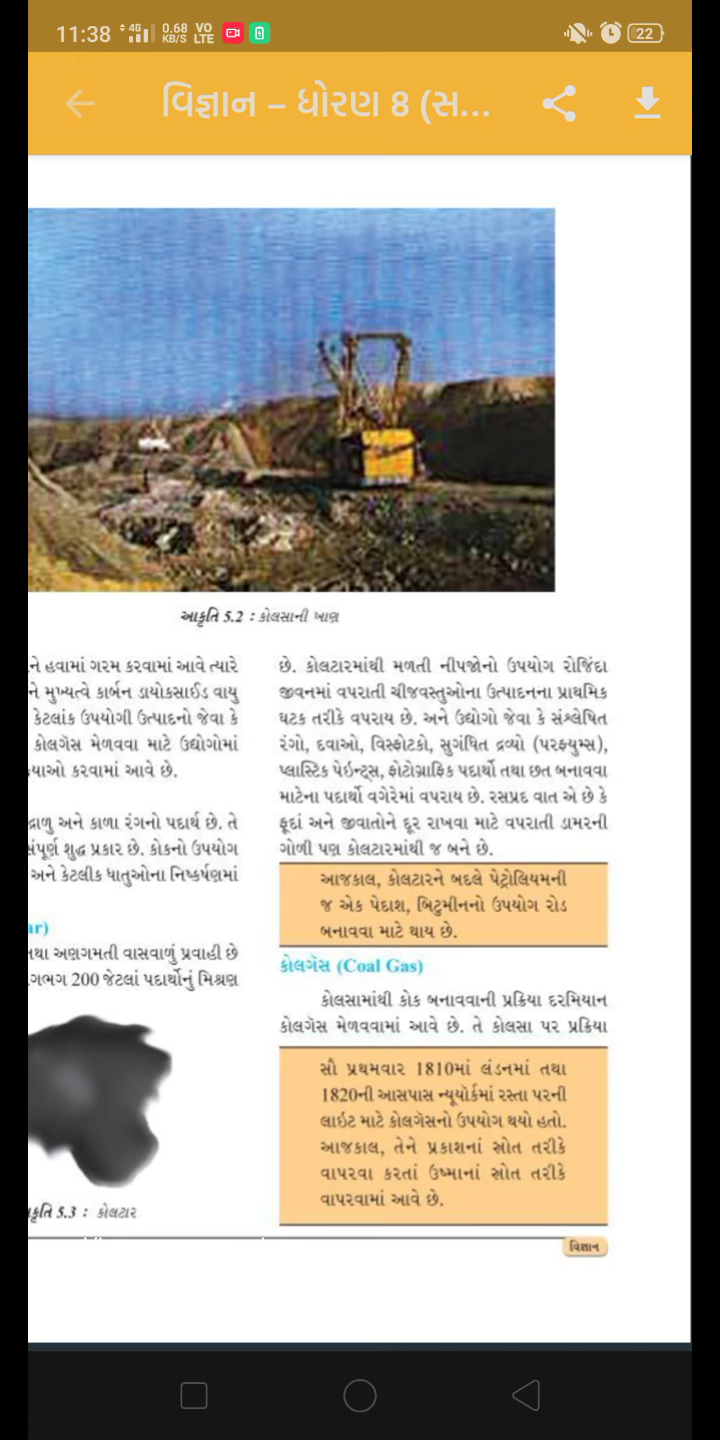 11:38 4G 0.68 KB/S VO LTE 22
વિજ્ઞાન – ધોરણ 8 (સ...
આકૃતિ 5.2 : કોલસાની ખાણ
ને હવામાં ગરમ કરવામાં આવે ત્યારે
ને મુખ્યત્વે કાર્બન ડાયોક્સાઈડ વાયુ
કેટલાંક ઉપયોગી ઉત્પાદનો જેવા કે
કોલગૅસ મેળવવા માટે ઉદ્યોગોમાં
યાઓ કરવામાં આવે છે.
દ્રાળુ અને કાળા રંગનો પદાર્થ છે. તે
સંપૂર્ણ શુદ્ધ પ્રકાર છે. કોકનો ઉપયોગ
અને કેટલીક ધાતુઓના નિષ્કર્ષણમાં
ar)
તથા અણગમતી વાસવાળું પ્રવાહી છે
ગભગ 200 જેટલાં પદાર્થોનું મિશ્રણ
કૃતિ 5.3 : કોલટાર
છે. કોલટારમાંથી મળતી નીપજોનો ઉપયોગ રોજિંદા
જીવનમાં વપરાતી ચીજવસ્તુઓના ઉત્પાદનના પ્રાથમિક
ઘટક તરીકે વપરાય છે. અને ઉદ્યોગો જેવા કે સંશ્લેષિત
રંગો, દવાઓ, વિસ્ફોટકો, સુગંધિત દ્રવ્યો (પરફ્યુમ્સ),
પ્લાસ્ટિક પેઇન્ટ્સ, ફોટોગ્રાફિક પદાર્થો તથા છત બનાવવા
માટેના પદાર્થો વગેરેમાં વપરાય છે. રસપ્રદ વાત એ છે કે
ફૂદાં અને જીવાતોને દૂર રાખવા માટે વપરાતી ડામરની
ગોળી પણ કોલટારમાંથી જ બને છે.
આજકાલ, કોલટારને બદલે પેટ્રોલિયમની
જ એક પેદાશ, બિટુમીનનો ઉપયોગ રોડ
બનાવવા માટે થાય છે.
કોલગૅસ (Coal Gas)
કોલસામાંથી કોક બનાવવાની પ્રક્રિયા દરમિયાન
કોલગૅસ મેળવવામાં આવે છે. તે કોલસા પર પ્રક્રિયા
સૌ પ્રથમવાર 1810માં લંડનમાં તથા
1820ની આસપાસ ન્યૂયૉર્કમાં રસ્તા પરની
લાઇટ માટે કોલગૅસનો ઉપયોગ થયો હતો.
આજકાલ, તેને પ્રકાશનાં સ્રોત તરીકે
વાપરવા કરતાં ઉષ્માનાં સ્રોત તરીકે
વાપરવામાં આવે છે.
વિજ્ઞાન